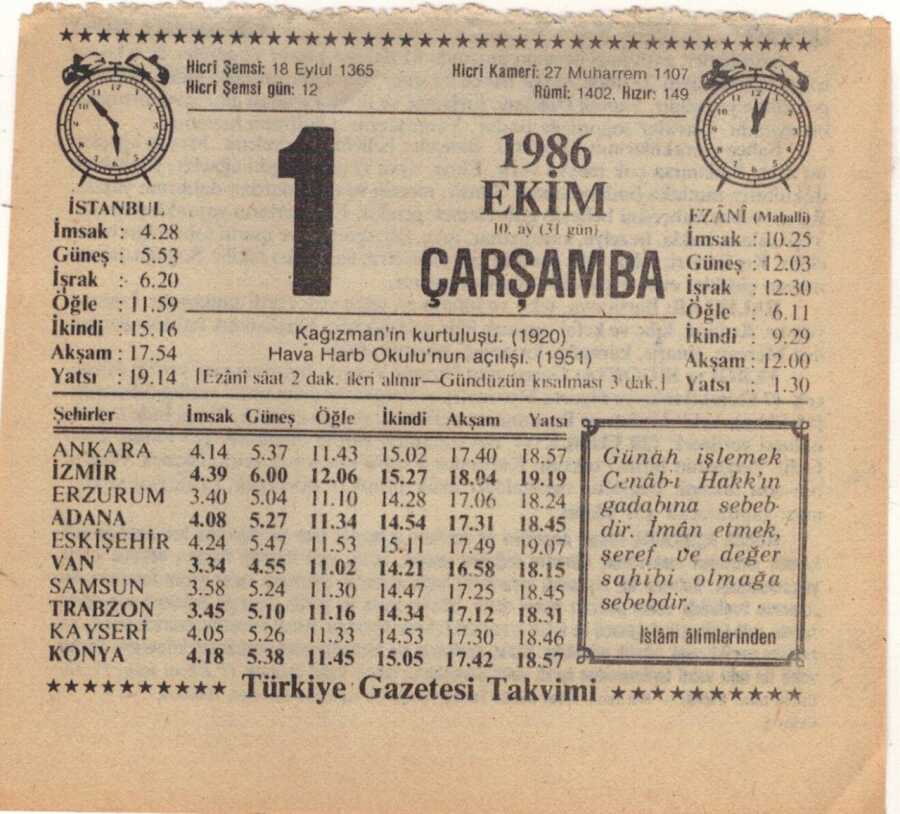 Hicrî Şemsî: 18 Eylül 1365
Hicrî Şemsî gün: 12
Hicrî Kamerî: 27 Muharrem 1407
Rûmî: 1402, Hızır: 149
1
1986
EKİM
10. ay (31 gün)
ÇARŞAMBA
İSTANBUL
İmsak : 4.28
Güneş : 5.53
İşrak : 6.20
Öğle : 11.59
İkindi : 15.16
Akşam : 17.54
Yatsı : 19.14
EZÂNÎ (Mahallî)
İmsak : 10.25
Güneş : 12.03
İşrak : 12.30
Öğle : 6.11
İkindi : 9.29
Akşam : 12.00
Yatsı : 1.30
Kağızman'ın kurtuluşu. (1920)
Hava Harb Okulu'nun açılışı. (1951)
[Ezânî sâat 2 dak. ileri alınır—Gündüzün kısalması 3 dak.]
Şehirler İmsak Güneş Öğle İkindi Akşam Yatsı
ANKARA 4.14 5.37 11.43 15.02 17.40 18.57
İZMİR 4.39 6.00 12.06 15.27 18.04 19.19
ERZURUM 3.40 5.04 11.10 14.28 17.06 18.24
ADANA 4.08 5.27 11.34 14.54 17.31 18.45
ESKİŞEHİR 4.24 5.47 11.53 15.11 17.49 19.07
VAN 3.34 4.55 11.02 14.21 16.58 18.15
SAMSUN 3.58 5.24 11.30 14.47 17.25 18.45
TRABZON 3.45 5.10 11.16 14.34 17.12 18.31
KAYSERİ 4.05 5.26 11.33 14.53 17.30 18.46
KONYA 4.18 5.38 11.45 15.05 17.42 18.57
Günâh işlemek
Cenâb-ı Hakk'ın
gadabına sebeb-
dir. İmân etmek,
şeref ve değer
sahibi olmağa
sebebdir.
İslâm âlimlerinden
Türkiye Gazetesi Takvimi